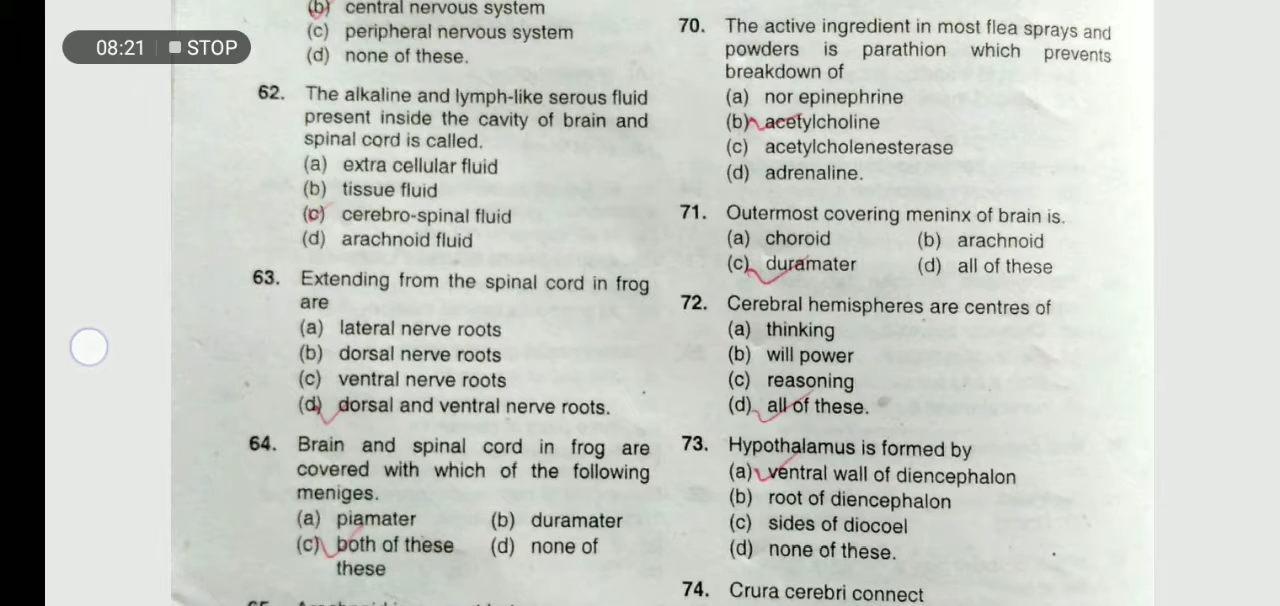 08:21 STOP
(b) central nervous system
(c) peripheral nervous system
(d) none of these.
62. The alkaline and lymph-like serous fluid
present inside the cavity of brain and
spinal cord is called.
(a) extra cellular fluid
(b) tissue fluid
(c) cerebro-spinal fluid
(d) arachnoid fluid
63. Extending from the spinal cord in frog
are
(a) lateral nerve roots
(b) dorsal nerve roots
(c) ventral nerve roots
(d) dorsal and ventral nerve roots.
64. Brain and spinal cord in frog are
covered with which of the following
meniges.
(a) piamater (b) duramater
(c) both of these (d) none of
these
70. The active ingredient in most flea sprays and
powders is parathion which prevents
breakdown of
(a) nor epinephrine
(b) acetylcholine
(c) acetylcholenesterase
(d) adrenaline.
71. Outermost covering meninx of brain is.
(a) choroid (b) arachnoid
(c) duramater (d) all of these
72. Cerebral hemispheres are centres of
(a) thinking
(b) will power
(c) reasoning
(d) all of these.
73. Hypothalamus is formed by
(a) ventral wall of diencephalon
(b) root of diencephalon
(c) sides of diocoel
(d) none of these.
74. Crura cerebri connect